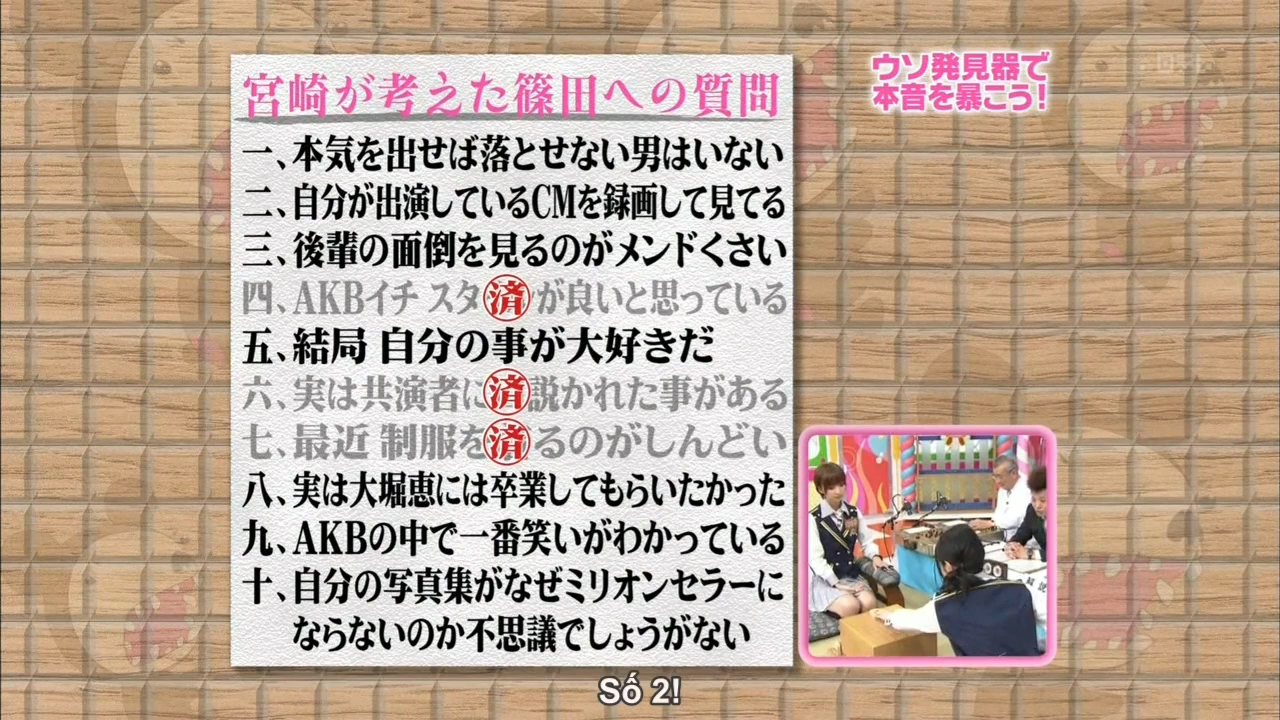 宮崎が考えた篠田への質問
一、本気を出せば落とせない男はいない
二、自分が出演しているCMを録画して見てる
三、後輩の面倒を見るのがメンドくさい
四、AKBイチ スタ 済 が良いと思っている
五、結局 自分の事が大好きだ
六、実は共演者に 済 説かれた事がある
七、最近 制服を 済 るのがしんどい
八、実は大堀恵には卒業してもらいたかった
九、AKBの中で一番笑いがわかっている
十、自分の写真集がなぜミリオンセラーに
ならないのか不思議でしょうがない
ウソ発見器で
本音を暴こう!
Số 2!